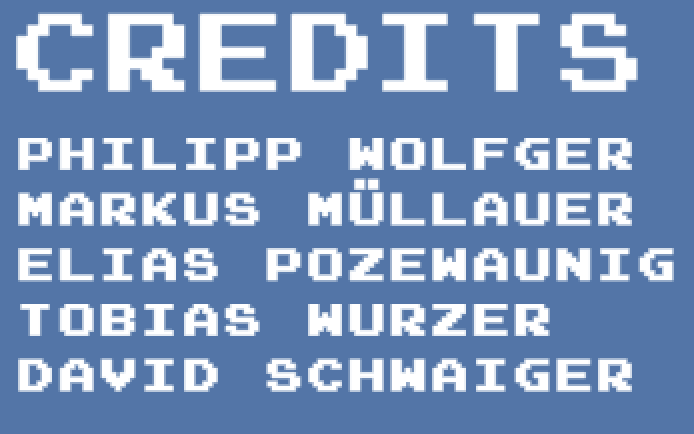 CREDITS
PHILIPP WOLFGER
MARKUS MÜLLAUER
ELIAS POZEWAUNIG
TOBIAS WURZER
DAVID SCHWAIGER